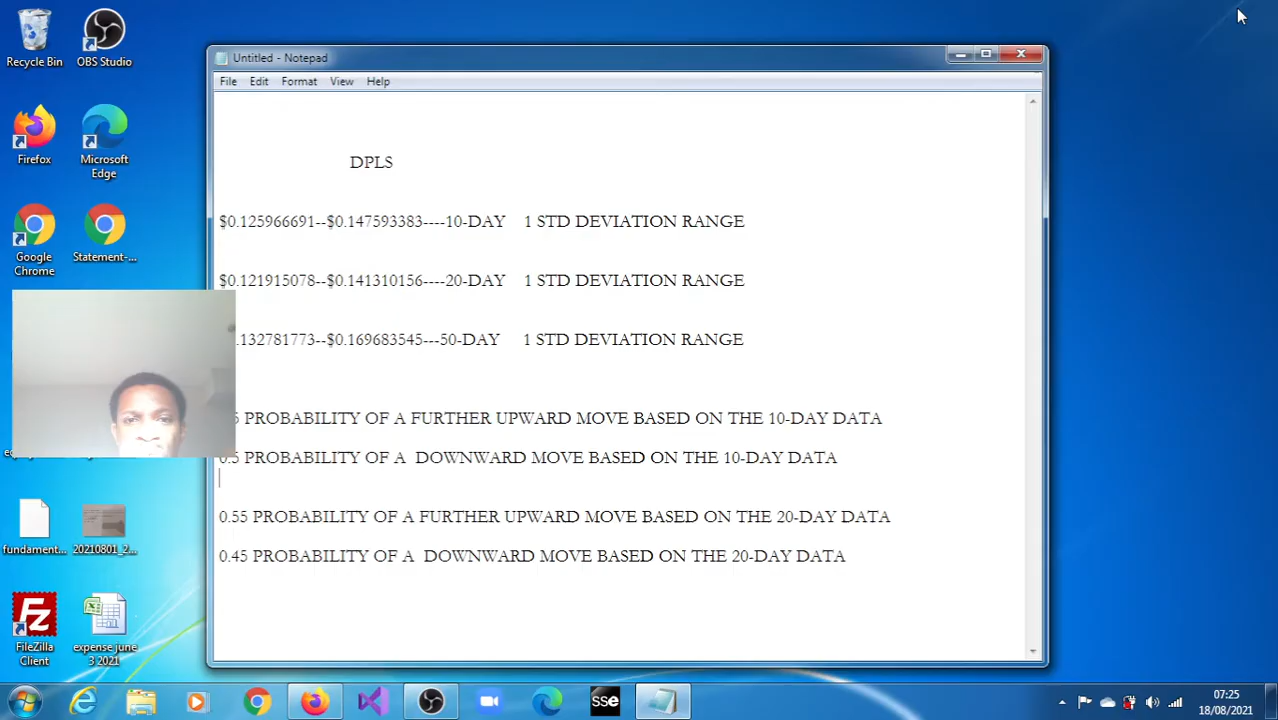 Recycle Bin
OBS Studio
Firefox
Microsoft
Edge
Google
Chrome
Statement-...
fundament...
20210801_2...
FileZilla
Client
expense june
3 2021
Untitled - Notepad
File Edit Format View Help
DPLS
$0.125966691--$0.147593383----10-DAY 1 STD DEVIATION RANGE
$0.121915078--$0.141310156----20-DAY 1 STD DEVIATION RANGE
.132781773--$0.169683545---50-DAY 1 STD DEVIATION RANGE
PROBABILITY OF A FURTHER UPWARD MOVE BASED ON THE 10-DAY DATA
0.5 PROBABILITY OF A DOWNWARD MOVE BASED ON THE 10-DAY DATA
0.55 PROBABILITY OF A FURTHER UPWARD MOVE BASED ON THE 20-DAY DATA
0.45 PROBABILITY OF A DOWNWARD MOVE BASED ON THE 20-DAY DATA
sse
07:25
18/08/2021